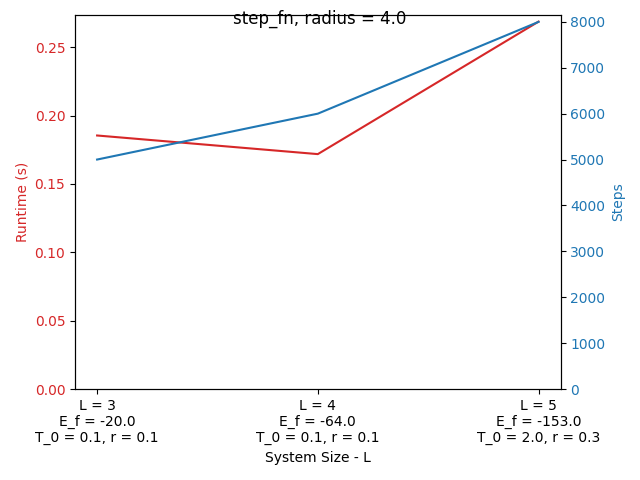 step_fn, radius = 4.0
0.25
0.20
0.15
0.10
0.05
0.00
Runtime (s)
8000
7000
6000
5000
4000
3000
2000
1000
0
Steps
L = 3
E_f = -20.0
T_0 = 0.1, r = 0.1
L = 4
E_f = -64.0
T_0 = 0.1, r = 0.1
L = 5
E_f = -153.0
T_0 = 2.0, r = 0.3
System Size - L